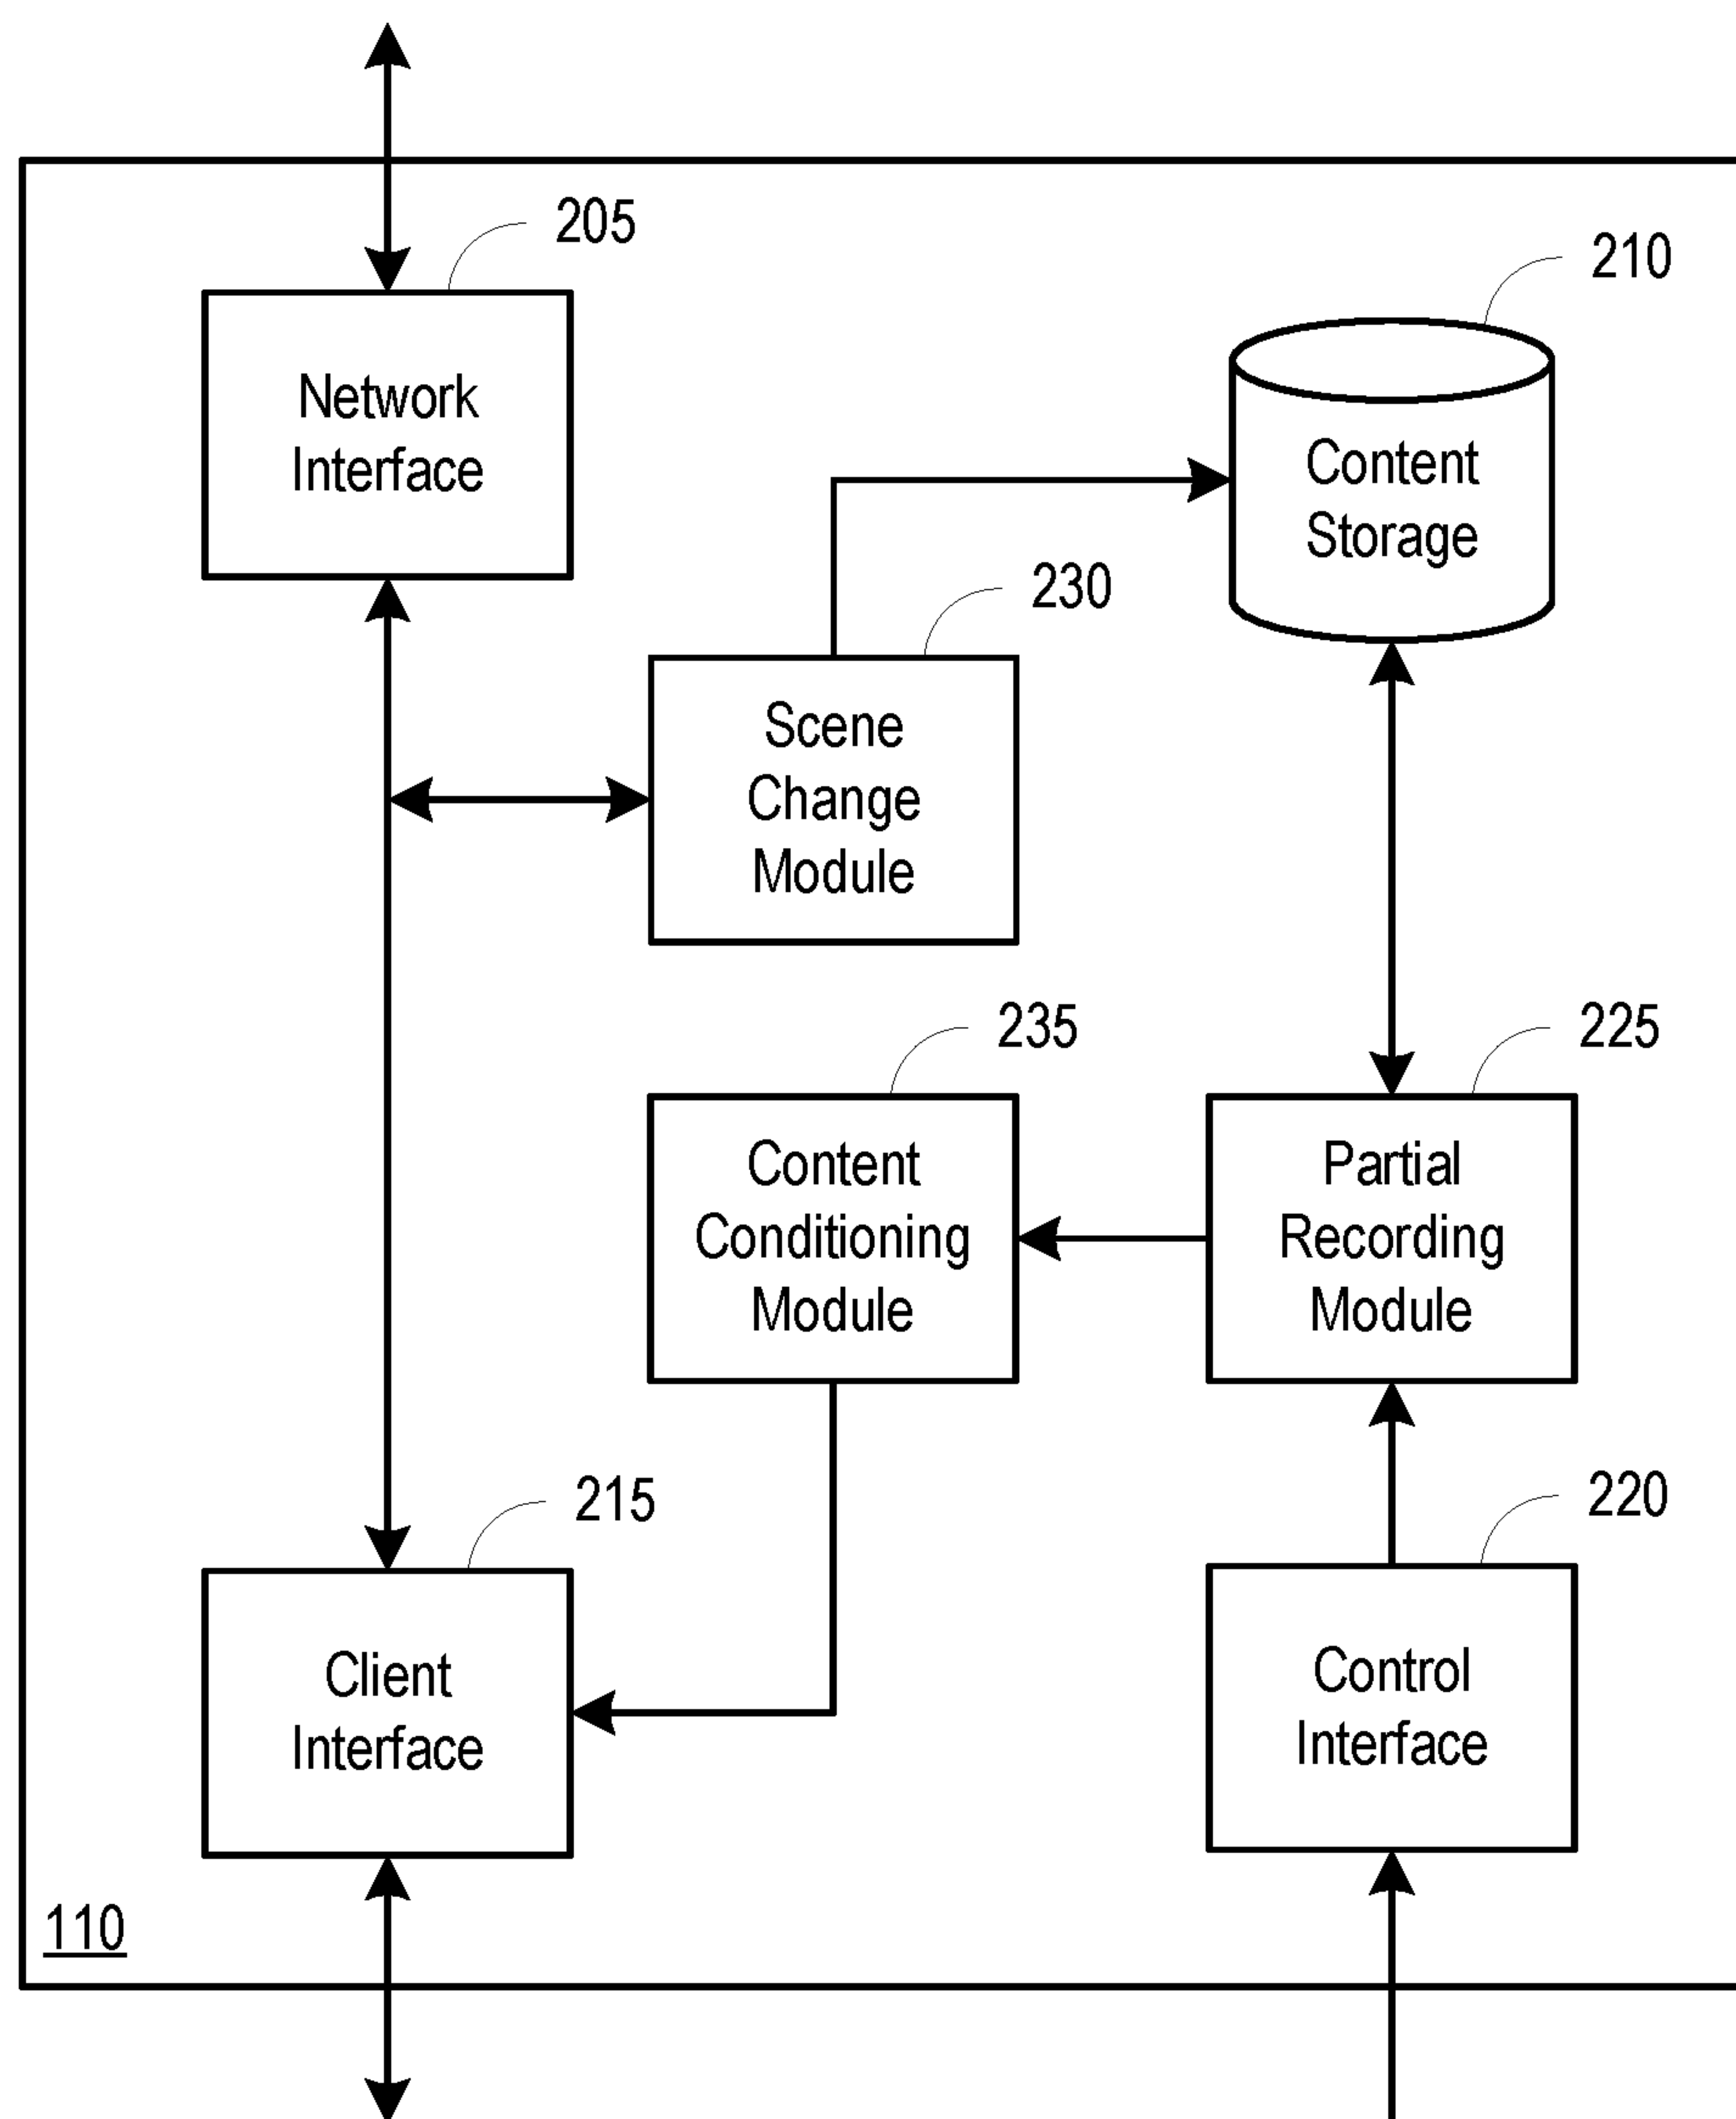 205
Network
Interface
210
Content
Storage
230
Scene
Change
Module
235
Content
Conditioning
Module
225
Partial
Recording
Module
215
Client
Interface
220
Control
Interface
110